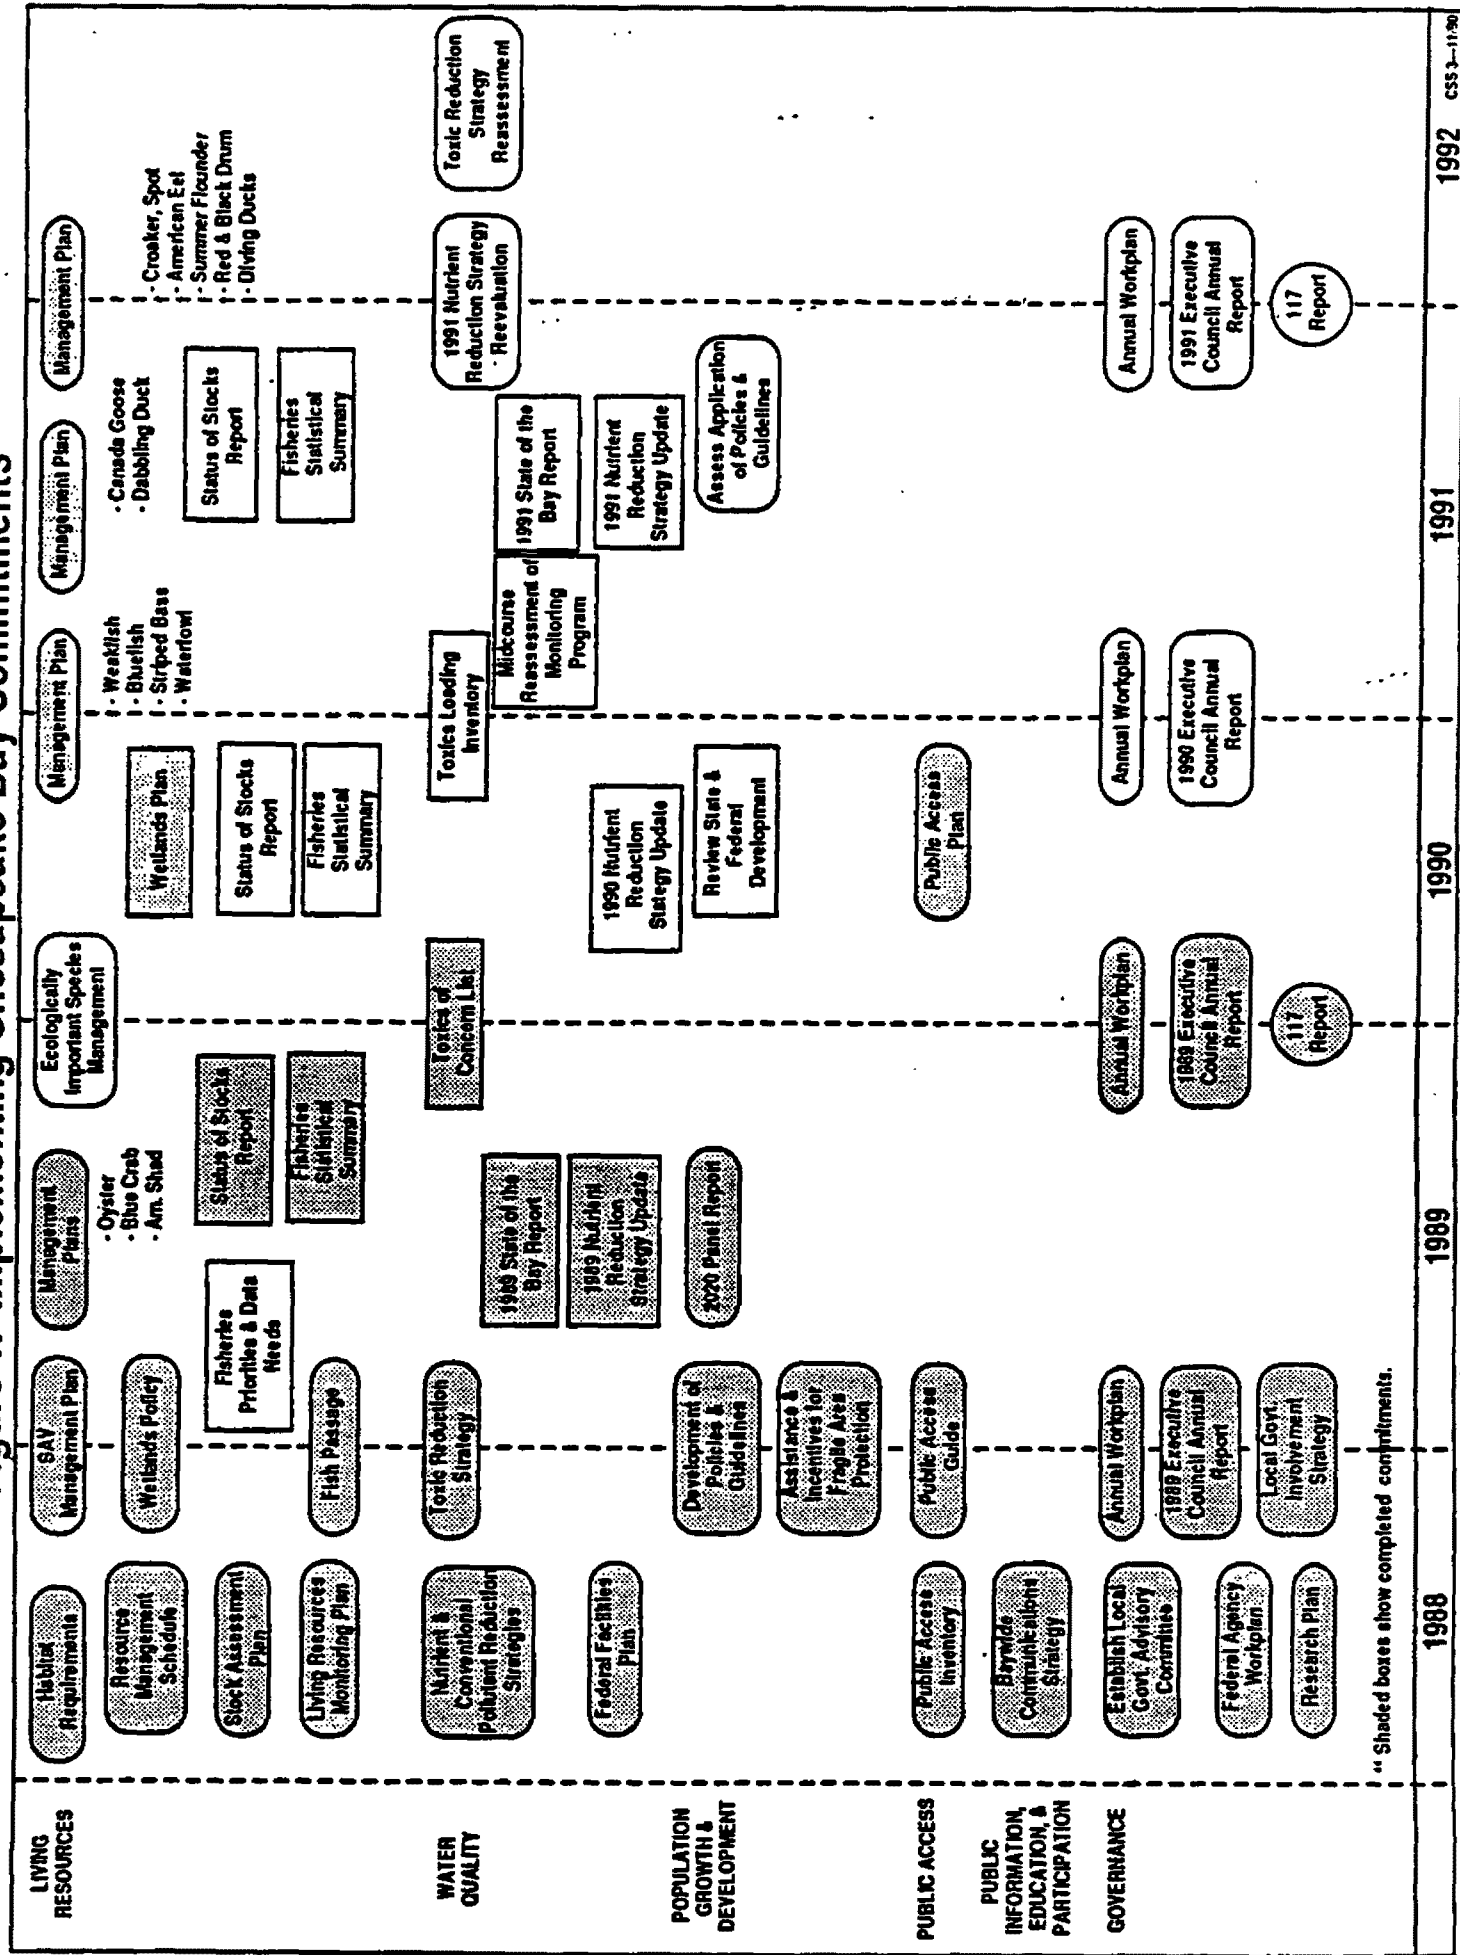 Implementing Chesapeake Bay Commitments
LIVING
RESOURCES
Habitat
Requirements
Resource
Management
Schedule
Stock Assessment
Plan
Living Resources
Monitoring Plan
SAV
Management Plan
Wetlands Policy
Fisheries
Priorities & Data
Needs
Fish Passage
Management
Plans
- Oyster
- Blue Crab
- Am. Shad
Status of Stocks
Report
Fisheries
Statistical
Summary
Ecologically
Important Species
Management
Wetlands Plan
Status of Stocks
Report
Fisheries
Statistical
Summary
Management Plan
- Weakfish
- Bluefish
- Striped Bass
- Waterfowl
Management Plan
- Canada Goose
- Dabbling Duck
Status of Stocks
Report
Fisheries
Statistical
Summary
Management Plan
- Croaker, Spot
- American Eel
- Summer Flounder
- Red & Black Drum
- Diving Ducks
WATER
QUALITY
Nutrient &
Conventional
Pollutant Reduction
Strategies
Federal Facilities
Plan
Toxic Reduction
Strategy
1989 State of the
Bay Report
1989 Nutrient
Reduction
Strategy Update
Toxics of
Concern List
1990 Nutrient
Reduction
Stategy Update
Toxics Loading
Inventory
Midcourse
Reassessment of
Monitoring
Program
1991 State of the
Bay Report
1991 Nutrient
Reduction
Strategy Update
1991 Nutrient
Reduction Strategy
Reevaluation
Toxic Reduction
Strategy
Reassessment
POPULATION
GROWTH &
DEVELOPMENT
Development of
Policies &
Guidelines
Assistance &
Incentives for
Fragile Area
Protection
2020 Panel Report
Review State &
Federal
Development
Assess Application
of Policies &
Guidelines
PUBLIC ACCESS
Public Access
Inventory
Public Access
Guide
Public Access
Plan
PUBLIC
INFORMATION,
EDUCATION, &
PARTICIPATION
Baywide
Communications
Strategy
GOVERNANCE
Establish Local
Govt. Advisory
Committee
Federal Agency
Workplan
Research Plan
Annual Workplan
Executive
Council Annual
Report
Local Govt.
Involvement
Strategy
Annual Workplan
1989 Executive
Council Annual
Report
117
Report
Annual Workplan
1990 Executive
Council Annual
Report
Annual Workplan
1991 Executive
Council Annual
Report
117
Report
** Shaded boxes show completed commitments.
1988
1989
1990
1991
1992
CSS 3-11/90